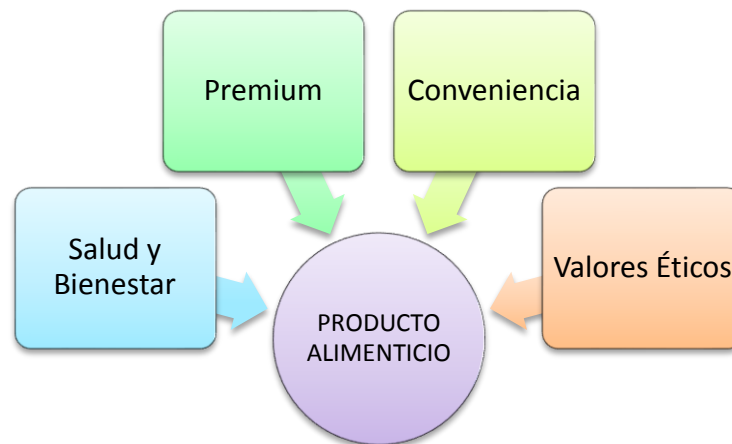 Premium
Conveniencia
Salud y
Bienestar
Valores Éticos
PRODUCTO
ALIMENTICIO